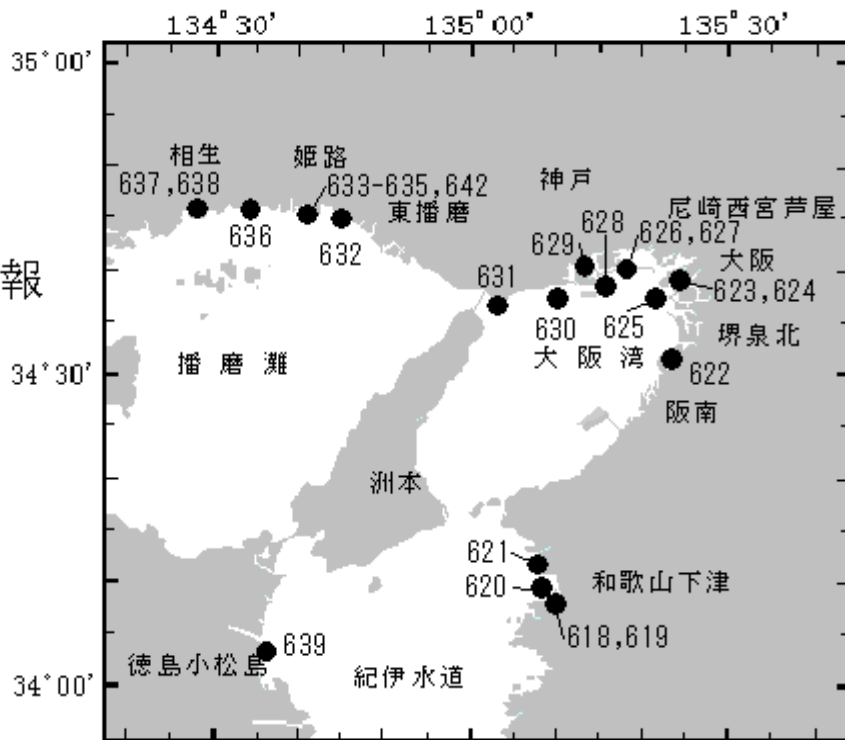 134°30′
135°00′
135°30′
35°00′
相生
姫路
637,638
633-635,642
神戸
東播磨
628
尼崎西宮芦屋
626,627
636
632
629
大阪
報
631
623,624
630
625
堺泉北
播磨灘
大阪湾
34°30′
622
阪南
洲本
621
620
和歌山下津
618,619
639
徳島小松島
紀伊水道
34°00′